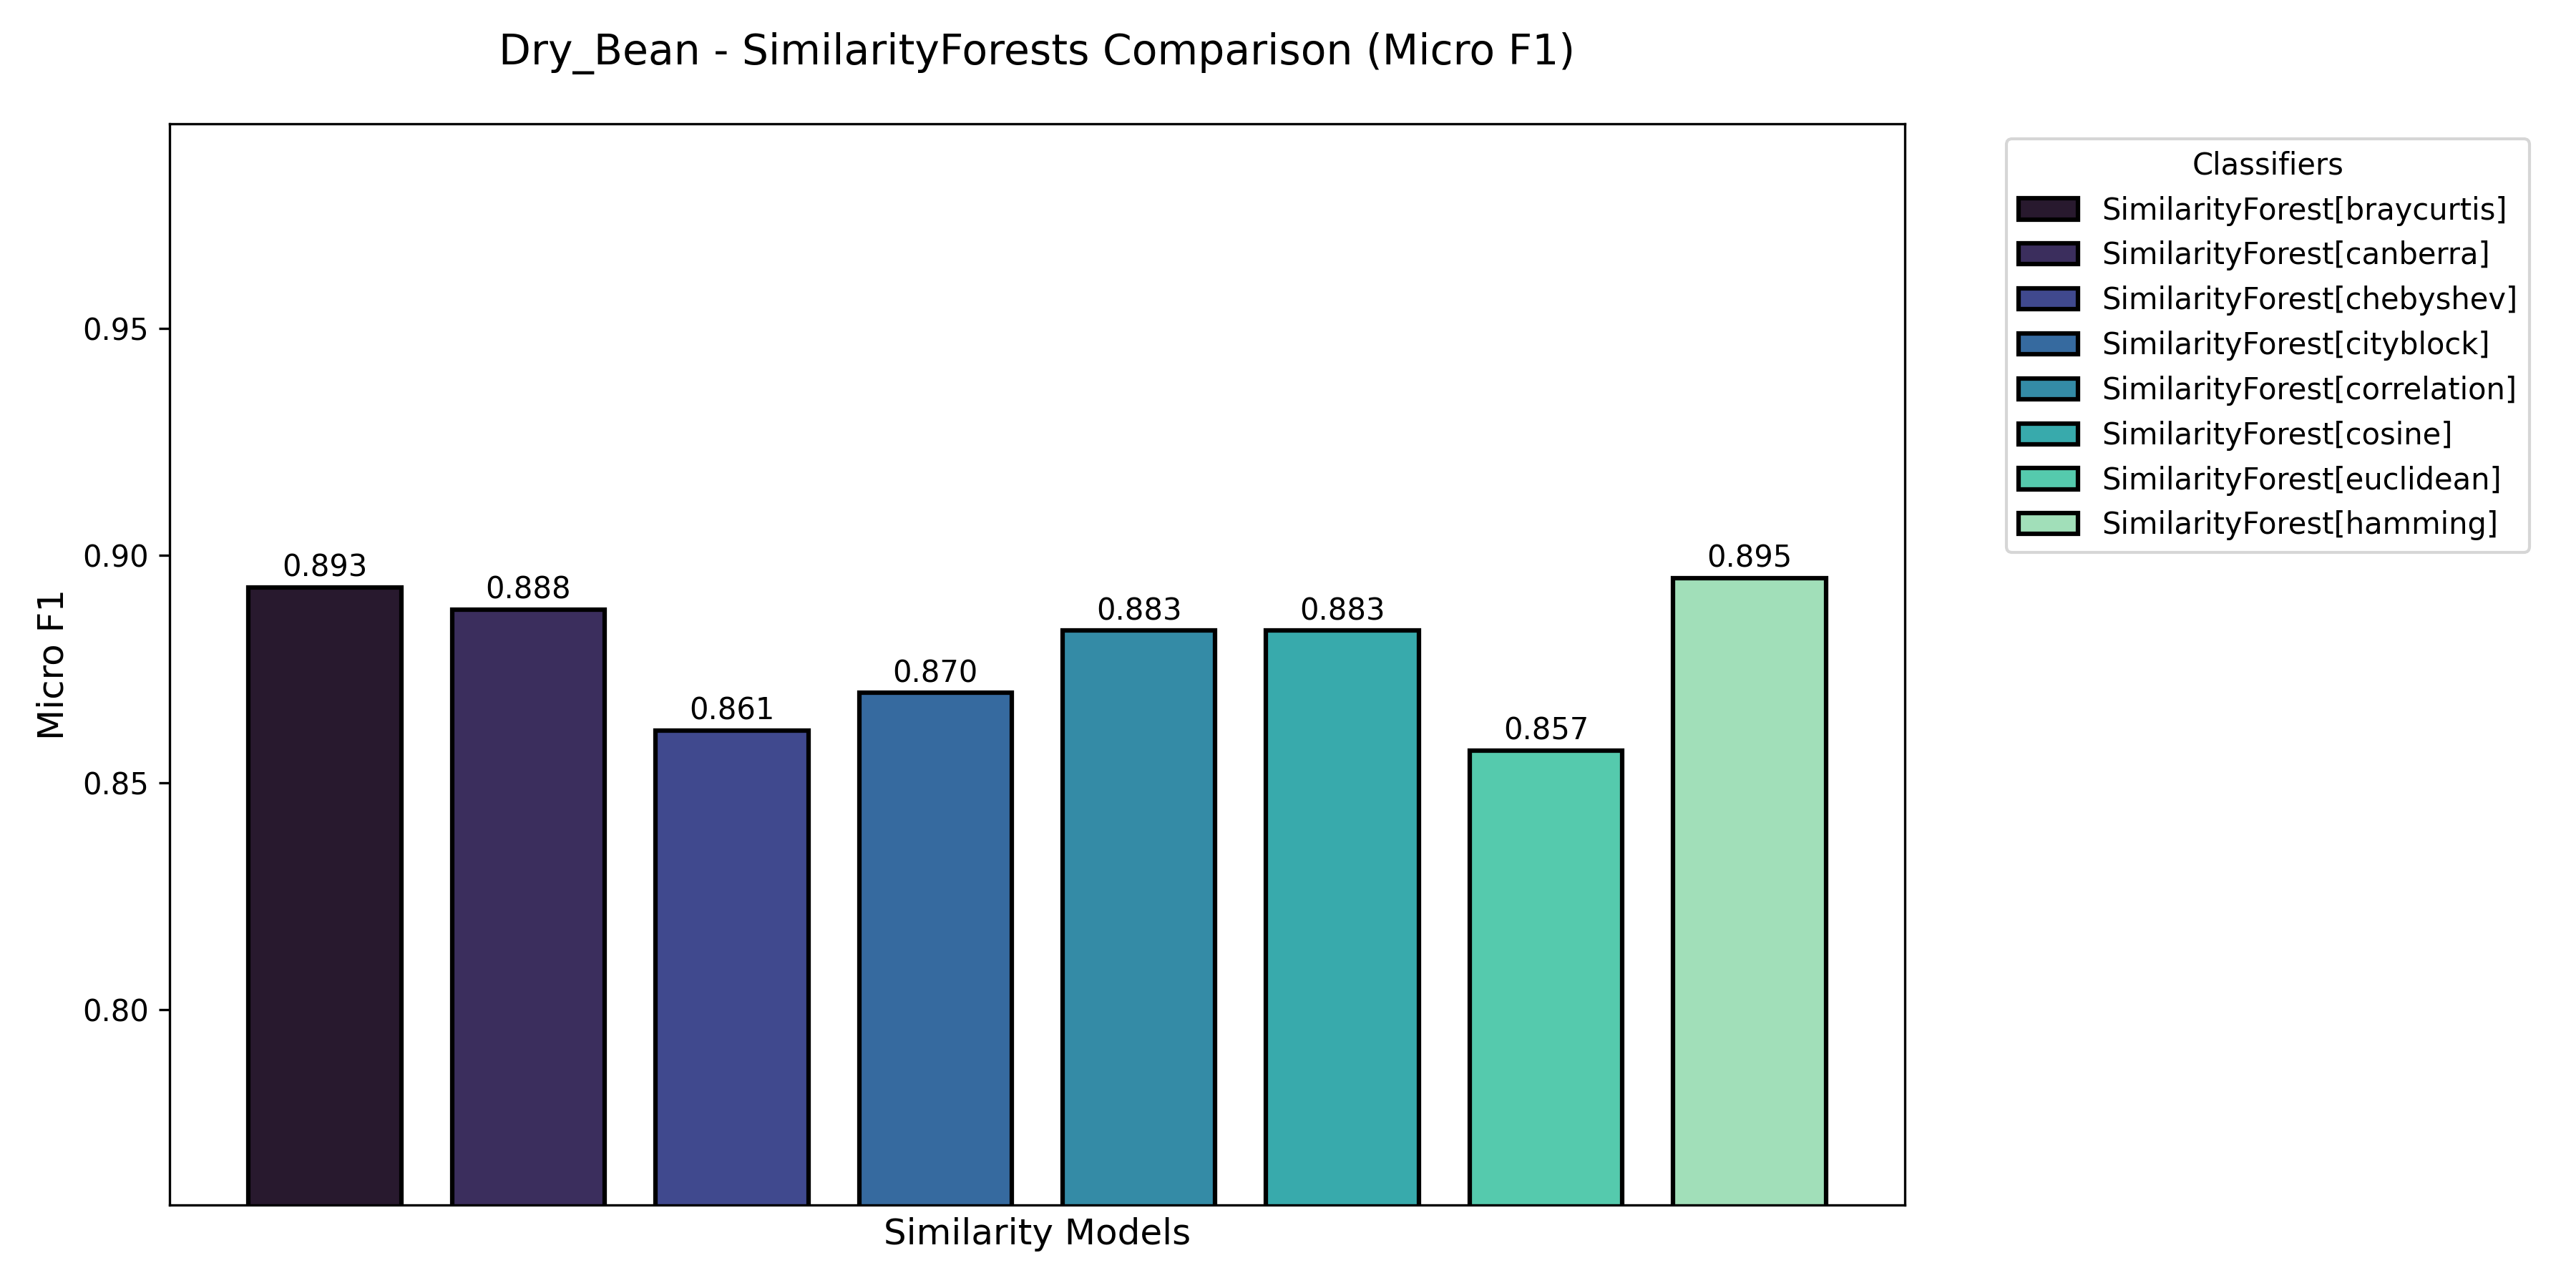 Dry_Bean - SimilarityForests Comparison (Micro F1)
Classifiers
SimilarityForest[braycurtis]
SimilarityForest[canberra]
SimilarityForest[chebyshev]
SimilarityForest[cityblock]
SimilarityForest[correlation]
SimilarityForest[cosine]
SimilarityForest[euclidean]
SimilarityForest[hamming]
Micro F1
0.95
0.90
0.85
0.80
0.893
0.888
0.861
0.870
0.883
0.883
0.857
0.895
Similarity Models